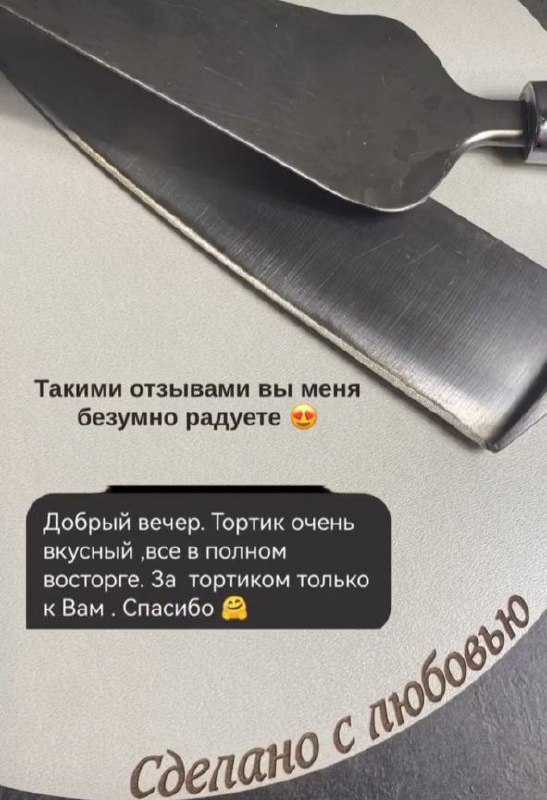 Такими отзывами вы меня
безумно радуете 😍
Добрый вечер. Тортик очень
вкусный ,все в полном
восторге. За тортиком только
к Вам . Спасибо 🤗
Сделано с любовью